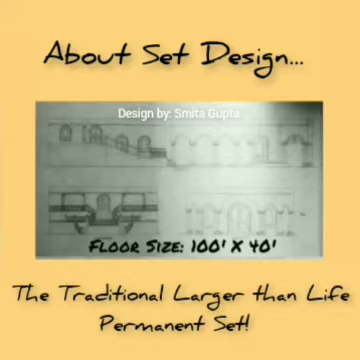 About Set Design...
Design by: Smita Gupta
Floor Size: 100' X 40'
The Traditional Larger than Life
Permanent Set!